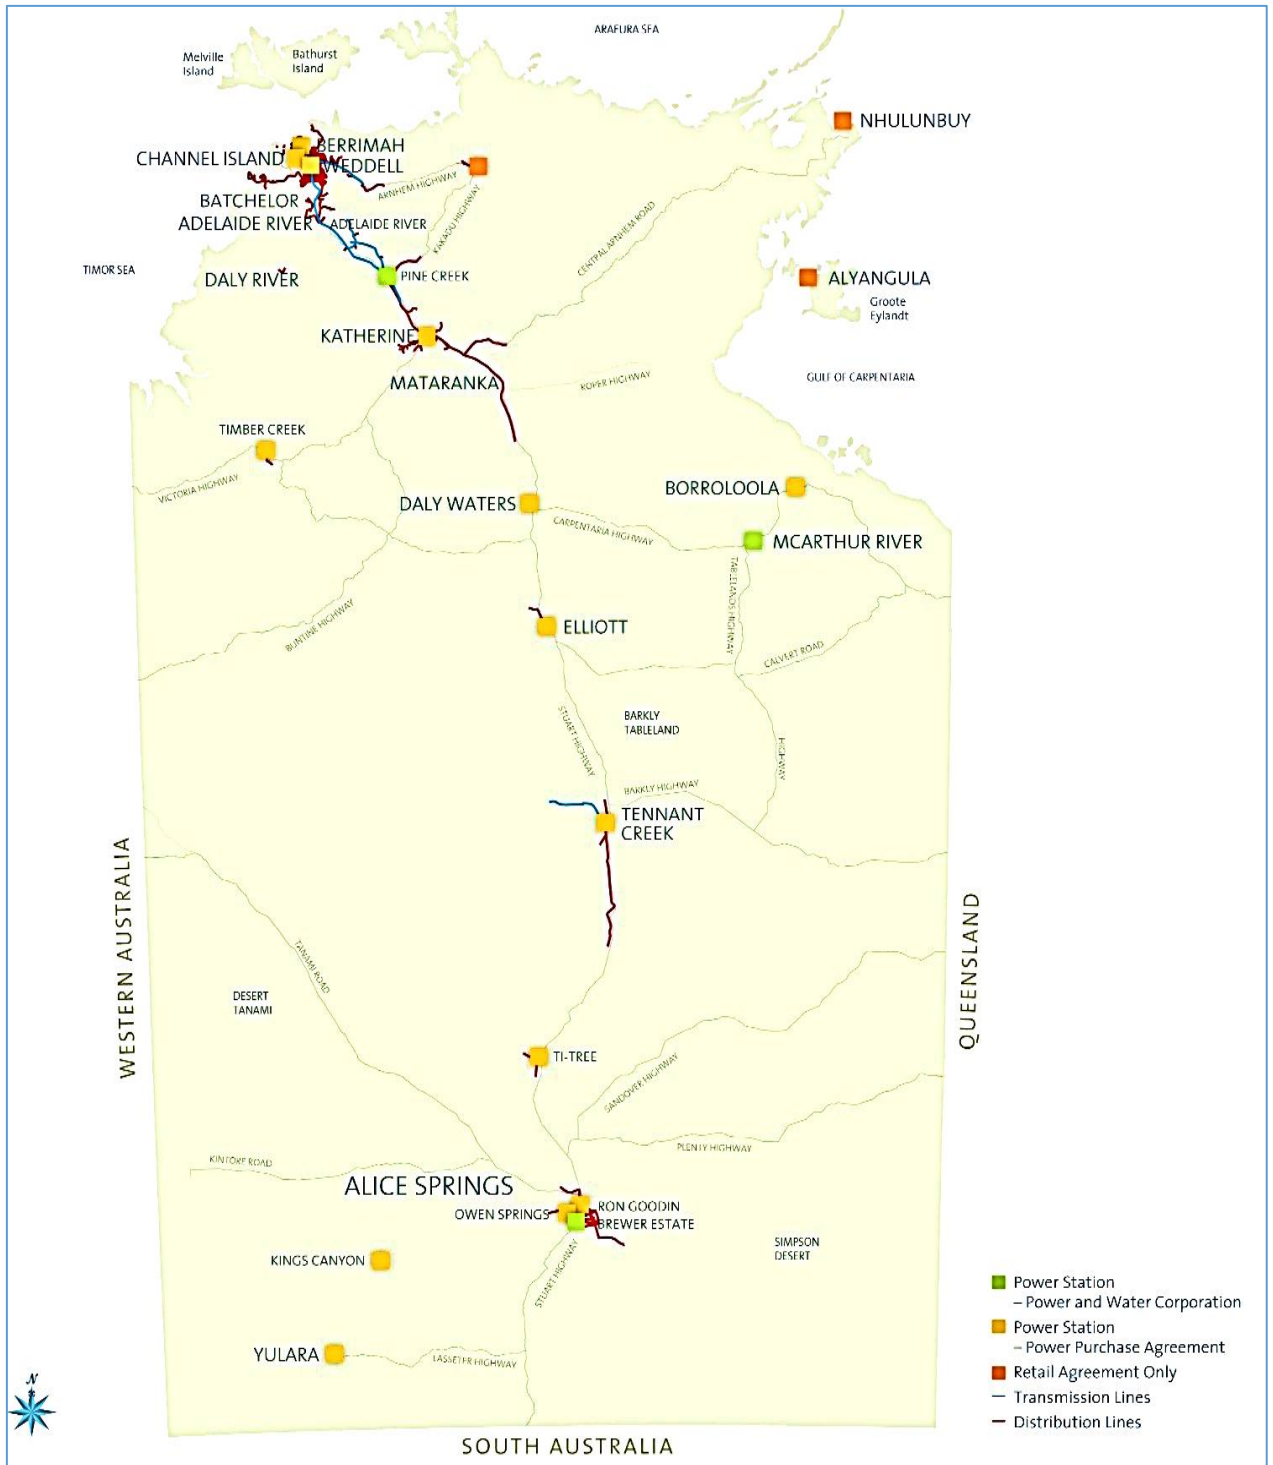 ARAFURA SEA
Melville
Island
Bathurst
Island
NHULUNBUY
BERRIMAH
CHANNEL ISLAND
WEDDELL
ARNHEM HIGHWAY
BATCHELOR
ADELAIDE RIVER
ADELAIDE RIVER
KAKADU HIGHWAY
CENTRAL ARNHEM ROAD
TIMOR SEA
DALY RIVER
PINE CREEK
ALYANGULA
Groote
Eylandt
KATHERINE
MATARANKA
ROPER HIGHWAY
GULF OF CARPENTARIA
TIMBER CREEK
VICTORIA HIGHWAY
BORROLOOLA
DALY WATERS
CARPENTARIA HIGHWAY
MCARTHUR RIVER
TABLELANDS HIGHWAY
BUNTINE HIGHWAY
ELLIOTT
CALVERT ROAD
STUART HIGHWAY
BARKLY
TABLELAND
HIGHWAY
BARKLY HIGHWAY
TENNANT
CREEK
WESTERN AUSTRALIA
QUEENSLAND
TANAMI ROAD
DESERT
TANAMI
TI-TREE
SANDOVER HIGHWAY
PLENTY HIGHWAY
KINTORE ROAD
ALICE SPRINGS
OWEN SPRINGS
RON GOODIN
BREWER ESTATE
SIMPSON
DESERT
KINGS CANYON
STUART HIGHWAY
YULARA
LASSETER HIGHWAY
Power Station
– Power and Water Corporation
Power Station
– Power Purchase Agreement
Retail Agreement Only
Transmission Lines
Distribution Lines
N
SOUTH AUSTRALIA